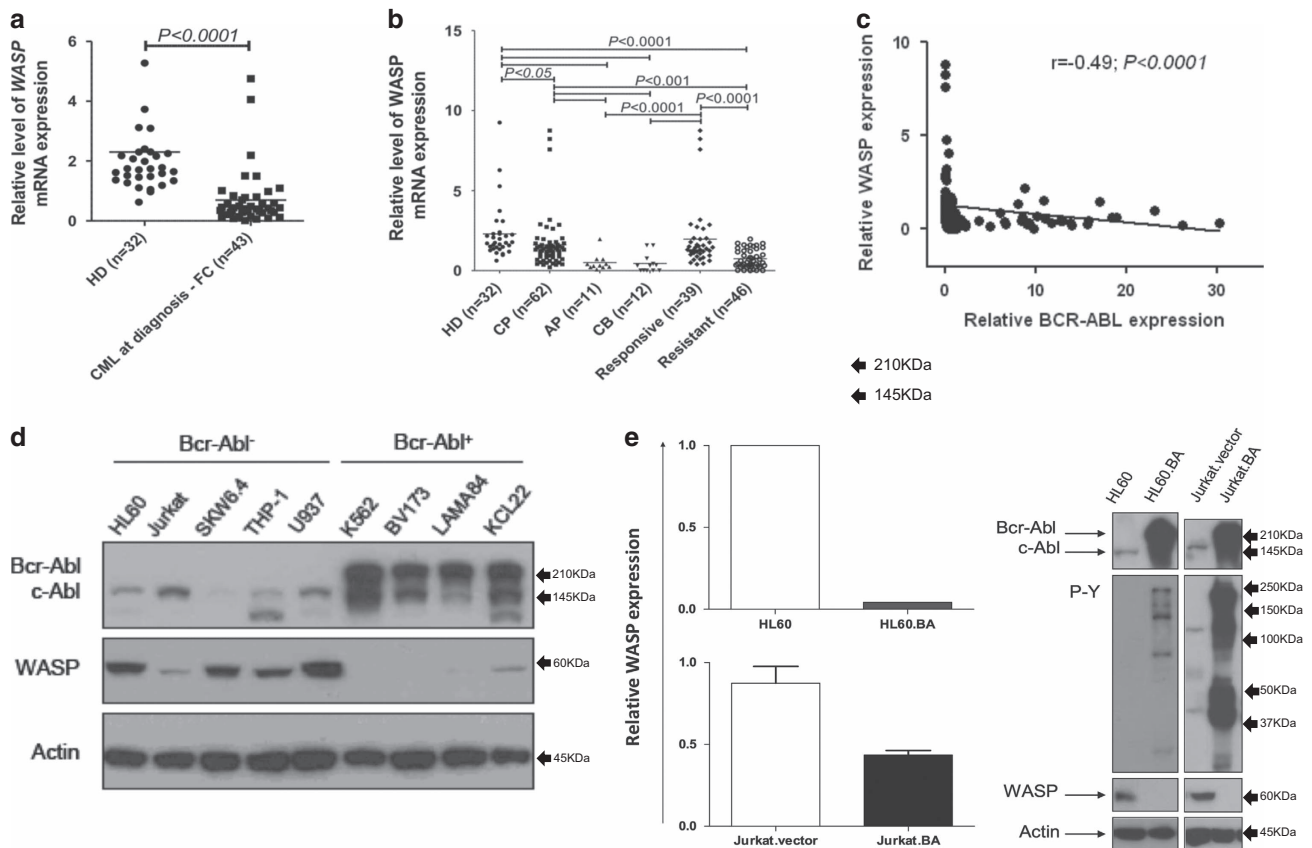 a
Relative level of WASP
mRNA expression
6
4
2
0
P<0.0001
HD (n=32)
CML at diagnosis - FC (n=43)
b
Relative level of WASP
mRNA expression
15
10
5
0
P<0.0001
P<0.05
P<0.001
P<0.0001
P<0.0001
HD (n=32)
CP (n=62)
AP (n=11)
CB (n=12)
Responsive (n=39)
Resistant (n=46)
c
Relative WASP expression
10
5
0
r=-0.49; P<0.0001
0
10
20
30
Relative BCR-ABL expression
210KDa
145KDa
d
Bcr-Abl-
Bcr-Abl+
HL60
Jurkat
SKW6.4
THP-1
U937
K562
BV173
LAMA84
KCL22
Bcr-Abl
c-Abl
210KDa
145KDa
WASP
60KDa
Actin
45KDa
e
Relative WASP expression
1.0
0.5
0.0
HL60
HL60.BA
1.0
0.5
0.0
Jurkat.vector
Jurkat.BA
HL60
HL60.BA
Jurkat.vector
Jurkat.BA
Bcr-Abl
c-Abl
210KDa
145KDa
P-Y
250KDa
150KDa
100KDa
50KDa
37KDa
WASP
60KDa
Actin
45KDa